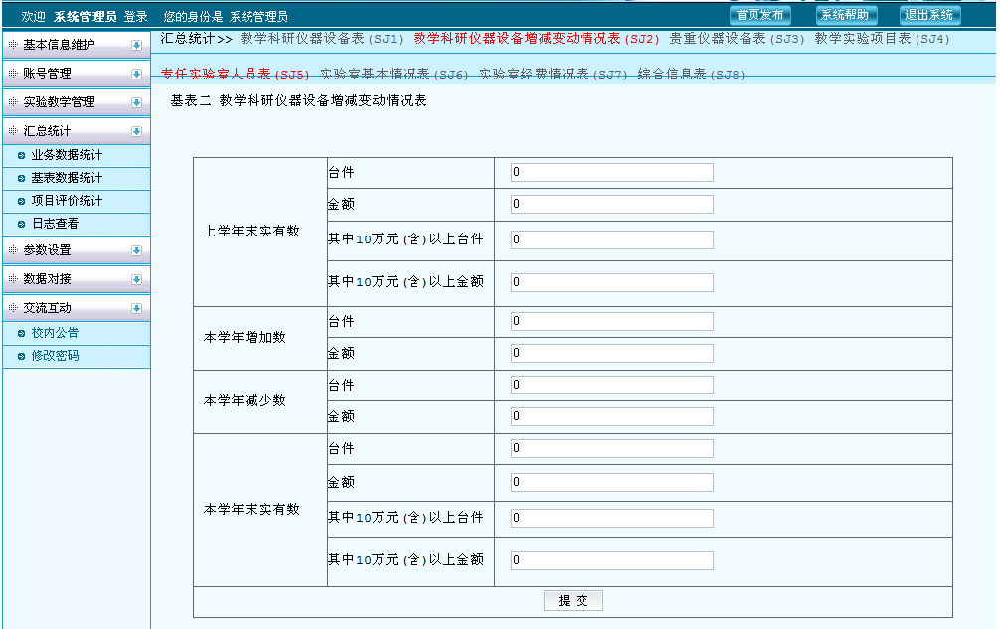 欢迎 系统管理员 登录 您的身份是 系统管理员
首页发布 系统帮助 退出系统
基本信息维护
账号管理
实验教学管理
汇总统计
业务数据统计
基表数据统计
项目评价统计
日志查看
参数设置
数据对接
交流互动
校内公告
修改密码
汇总统计>> 教学科研仪器设备表(SJ1) 教学科研仪器设备增减变动情况表(SJ2) 贵重仪器设备表(SJ3) 教学实验项目表(SJ4)
专任实验室人员表(SJ5) 实验室基本情况表(SJ6) 实验室经费情况表(SJ7) 综合信息表(SJ8)
基表二 教学科研仪器设备增减变动情况表
上学年末实有数
台件 0
金额 0
其中10万元(含)以上台件 0
其中10万元(含)以上金额 0
本学年增加数
台件 0
金额 0
本学年减少数
台件 0
金额 0
本学年末实有数
台件 0
金额 0
其中10万元(含)以上台件 0
其中10万元(含)以上金额 0
提 交